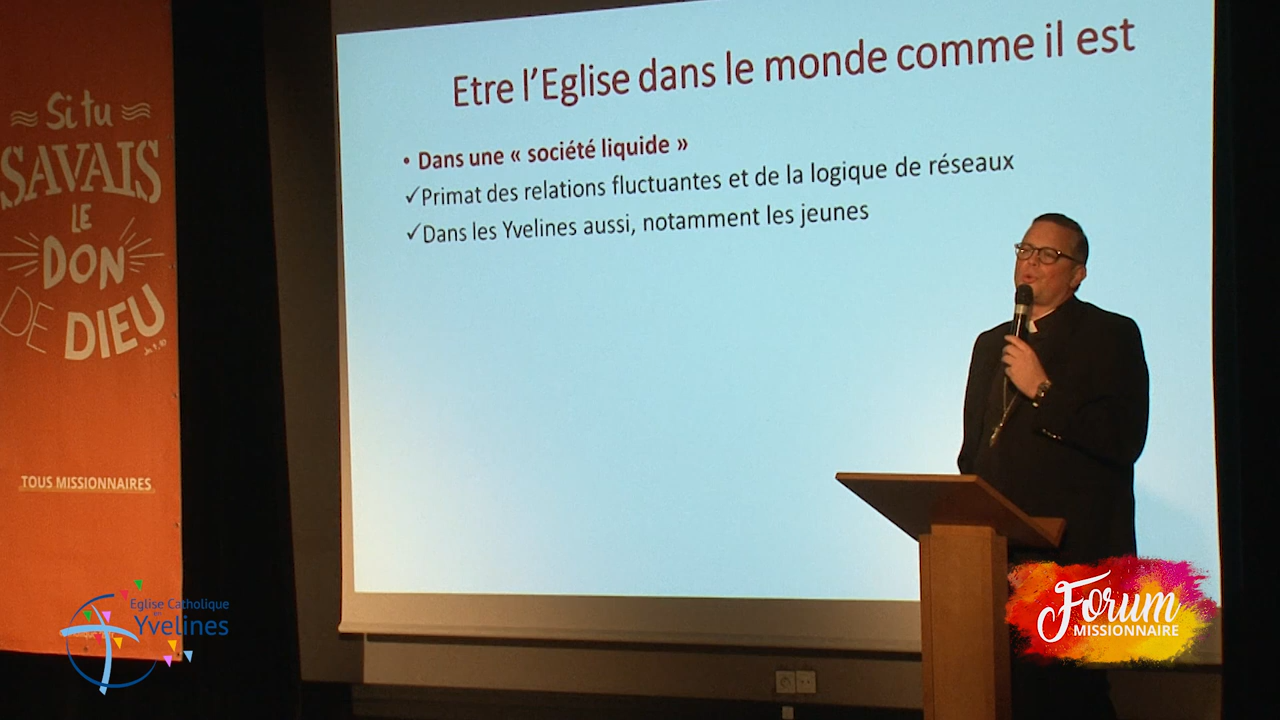 Si tu
SAVAIS
LE
DON
DE DIEU
TOUS MISSIONNAIRES
Etre l'Eglise dans le monde comme il est
• Dans une « société liquide »
✓Primat des relations fluctuantes et de la logique de réseaux
✓Dans les Yvelines aussi, notamment les jeunes
Eglise Catholique
en
Yvelines
Forum
MISSIONNAIRE